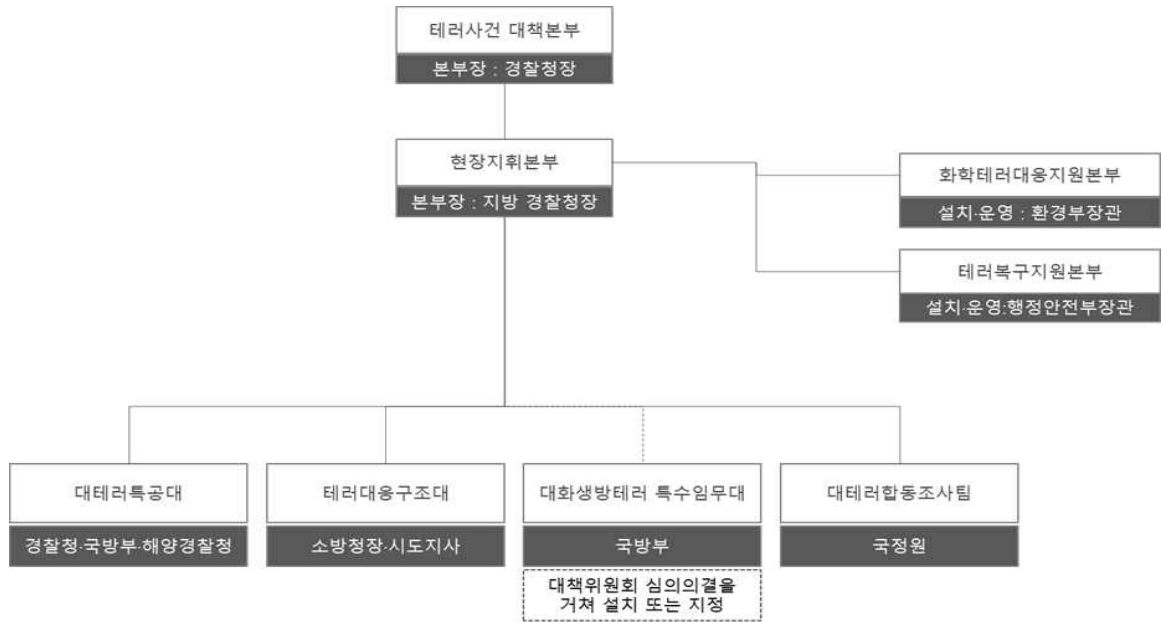 테러사건 대책본부
본부장 : 경찰청장
현장지휘본부
본부장 : 지방 경찰청장
화학테러대응지원본부
설치·운영 : 환경부장관
테러복구지원본부
설치·운영:행정안전부장관
대테러특공대
경찰청·국방부·해양경찰청
테러대응구조대
소방청장·시도지사
대화생방테러 특수임무대
국방부
대책위원회 심의의결을
거쳐 설치 또는 지정
대테러합동조사팀
국정원